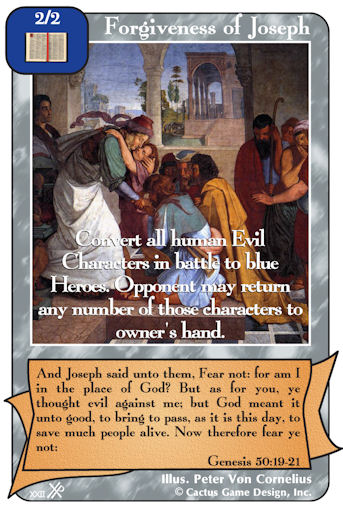 2/2
Forgiveness of Joseph
Convert all human Evil
Characters in battle to blue
Heroes. Opponent may return
any number of those characters to
owner's hand.
And Joseph said unto them, Fear not: for am I
in the place of God? But as for you, ye
thought evil against me; but God meant it
unto good, to bring to pass, as it is this day, to
save much people alive. Now therefore fear ye
not:
Genesis 50:19-21
XXII
Illus. Peter Von Cornelius
© Cactus Game Design, Inc.